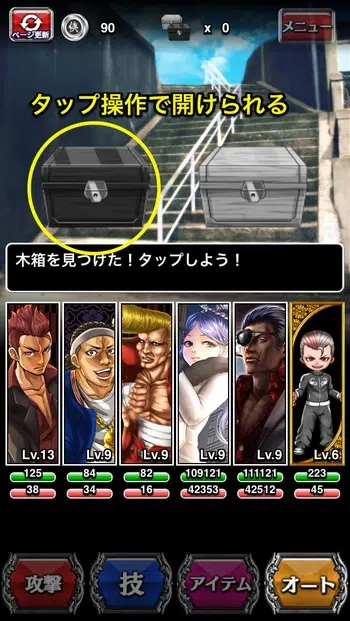 ページ更新
侠
90
x 0
メニュー
タップ操作で開けられる
木箱を見つけた！タップしよう！
Lv.13
Lv.9
Lv.9
Lv.9
Lv.9
Lv.6
125
84
82
109121
111121
223
38
34
16
42353
42512
45
攻撃
技
アイテム
オート